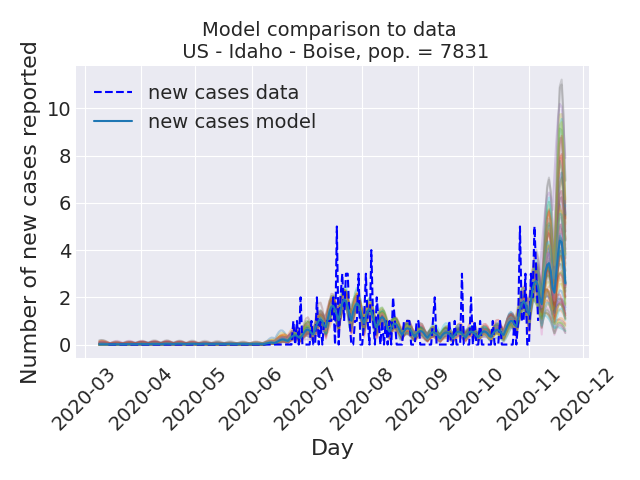 Model comparison to data
US - Idaho - Boise, pop. = 7831
Number of new cases reported
new cases data
new cases model
10
8
6
4
2
0
2020-03
2020-04
2020-05
2020-06
2020-07
2020-08
2020-09
2020-10
2020-11
2020-12
Day